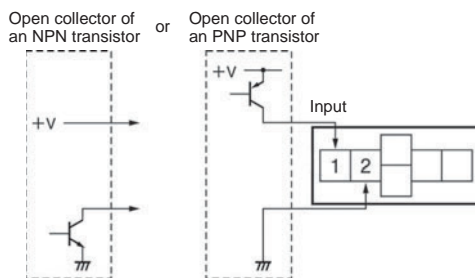 Open collector of
an NPN transistor
or
Open collector of
an PNP transistor
+V
+V
Input
1 2